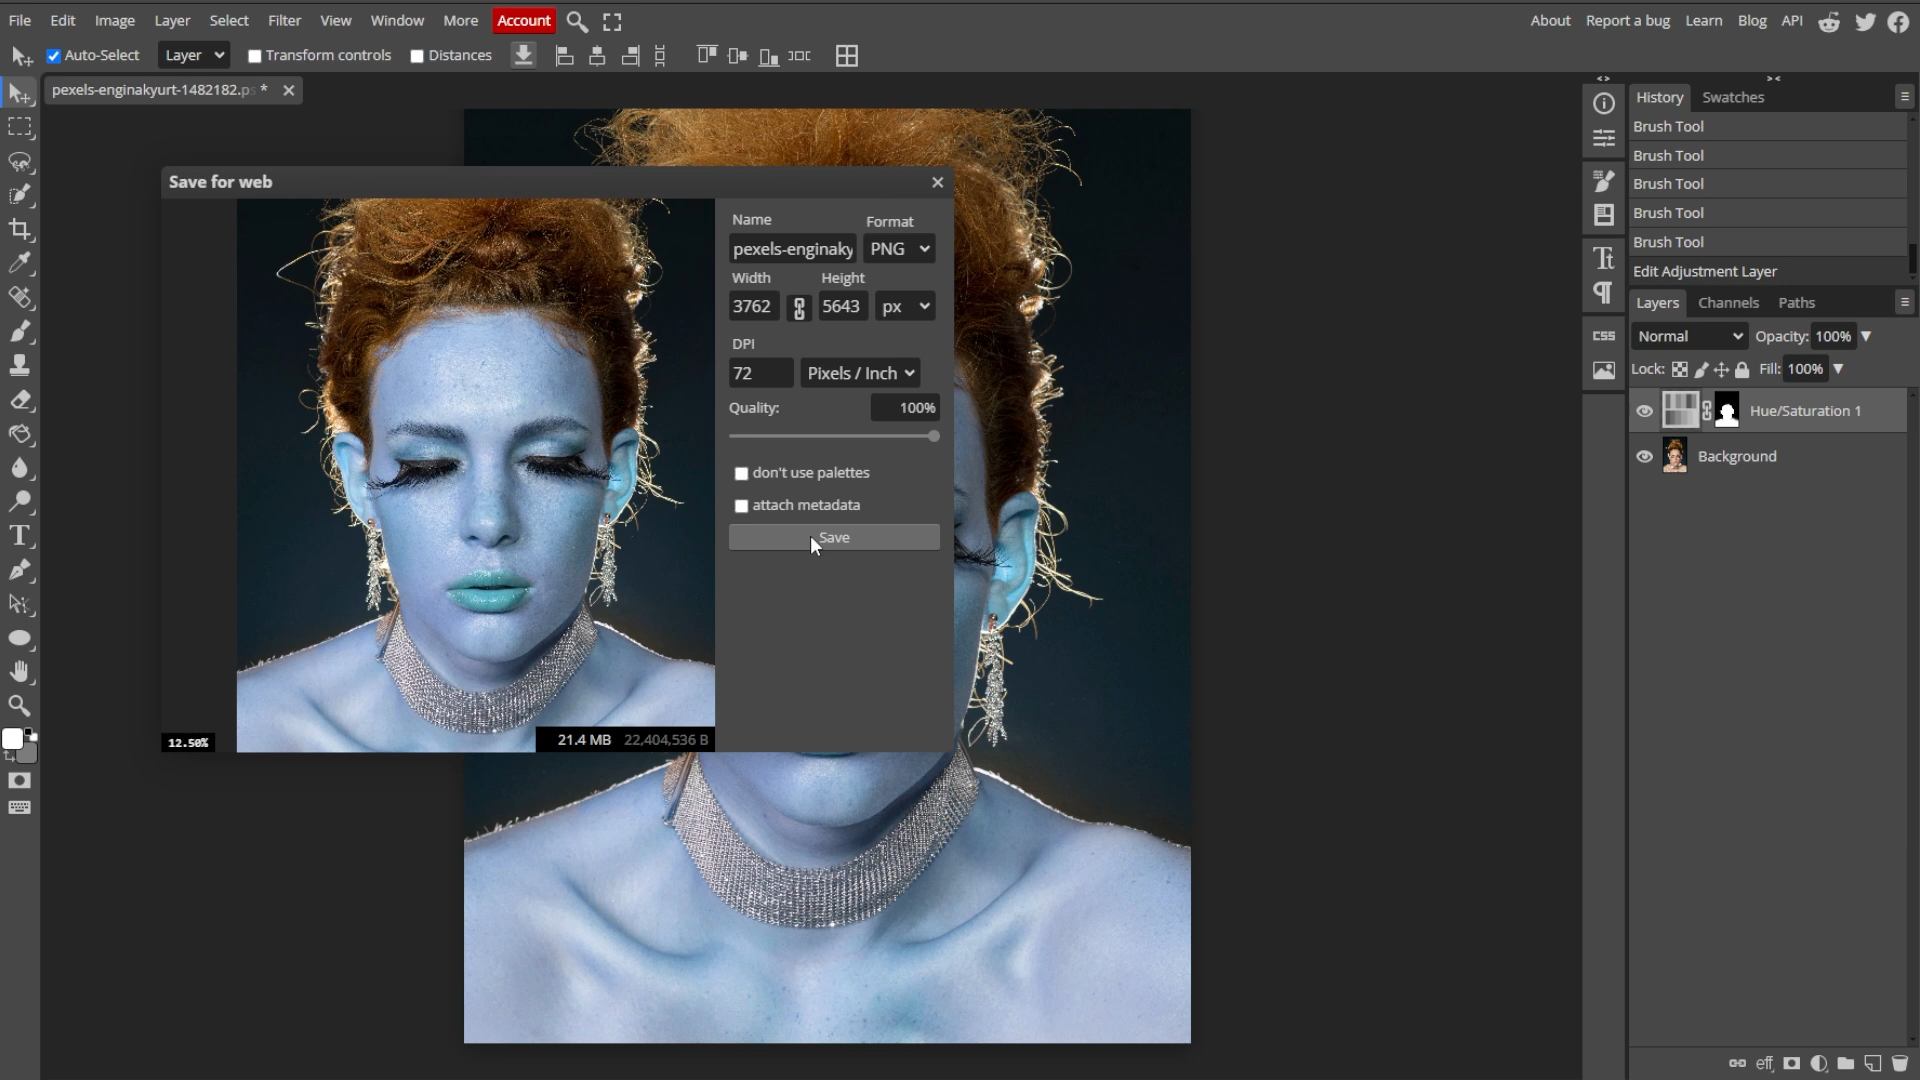 File Edit Image Layer Select Filter View Window More Account About Report a bug Learn Blog API
Auto-Select Layer Transform controls Distances
pexels-enginakyurt-1482182.ps *
Save for web
Name Format
pexels-enginaky PNG
Width Height
3762 5643 px
DPI
72 Pixels / Inch
Quality: 100%
don't use palettes
attach metadata
Save
12.50% 21.4 MB 22,404,536 B
History Swatches
Brush Tool
Brush Tool
Brush Tool
Brush Tool
Brush Tool
Edit Adjustment Layer
Layers Channels Paths
Normal Opacity: 100%
Lock: Fill: 100%
Hue/Saturation 1
Background
CSS
eff